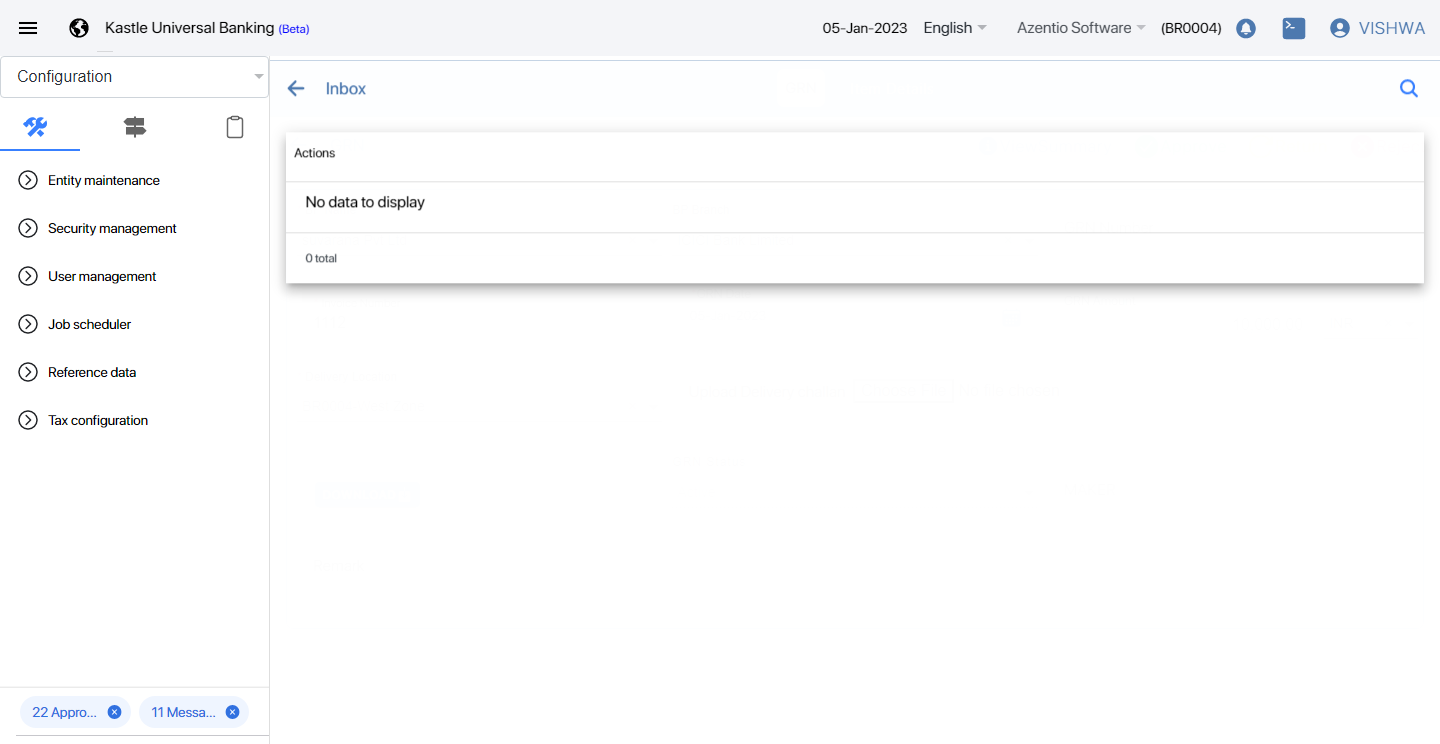 Kastle Universal Banking (Beta) 05-Jan-2023 English Azentio Software (BR0004) VISHWA
Configuration
Inbox
Actions
No data to display
0 total
Entity maintenance
Security management
User management
Job scheduler
Reference data
Tax configuration
22 Appro... 11 Messa...